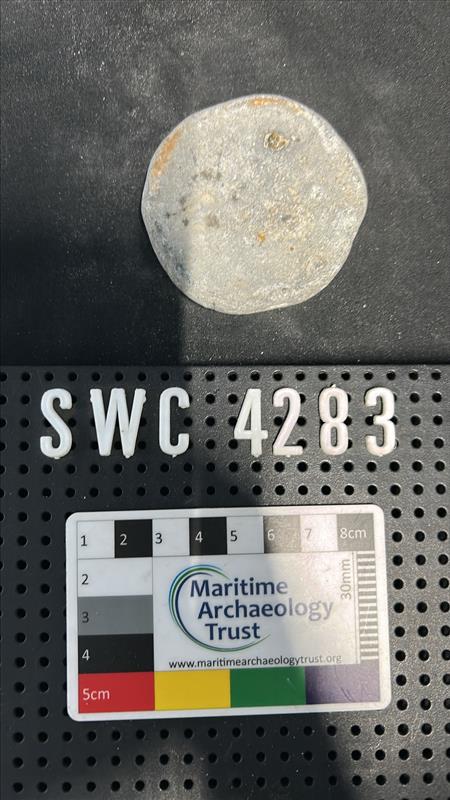 SWC 4283
1 2 3 4 5 6 7 8cm
2
3
4
5cm
30mm
Maritime
Archaeology
Trust
www.maritimearchaeologytrust.org